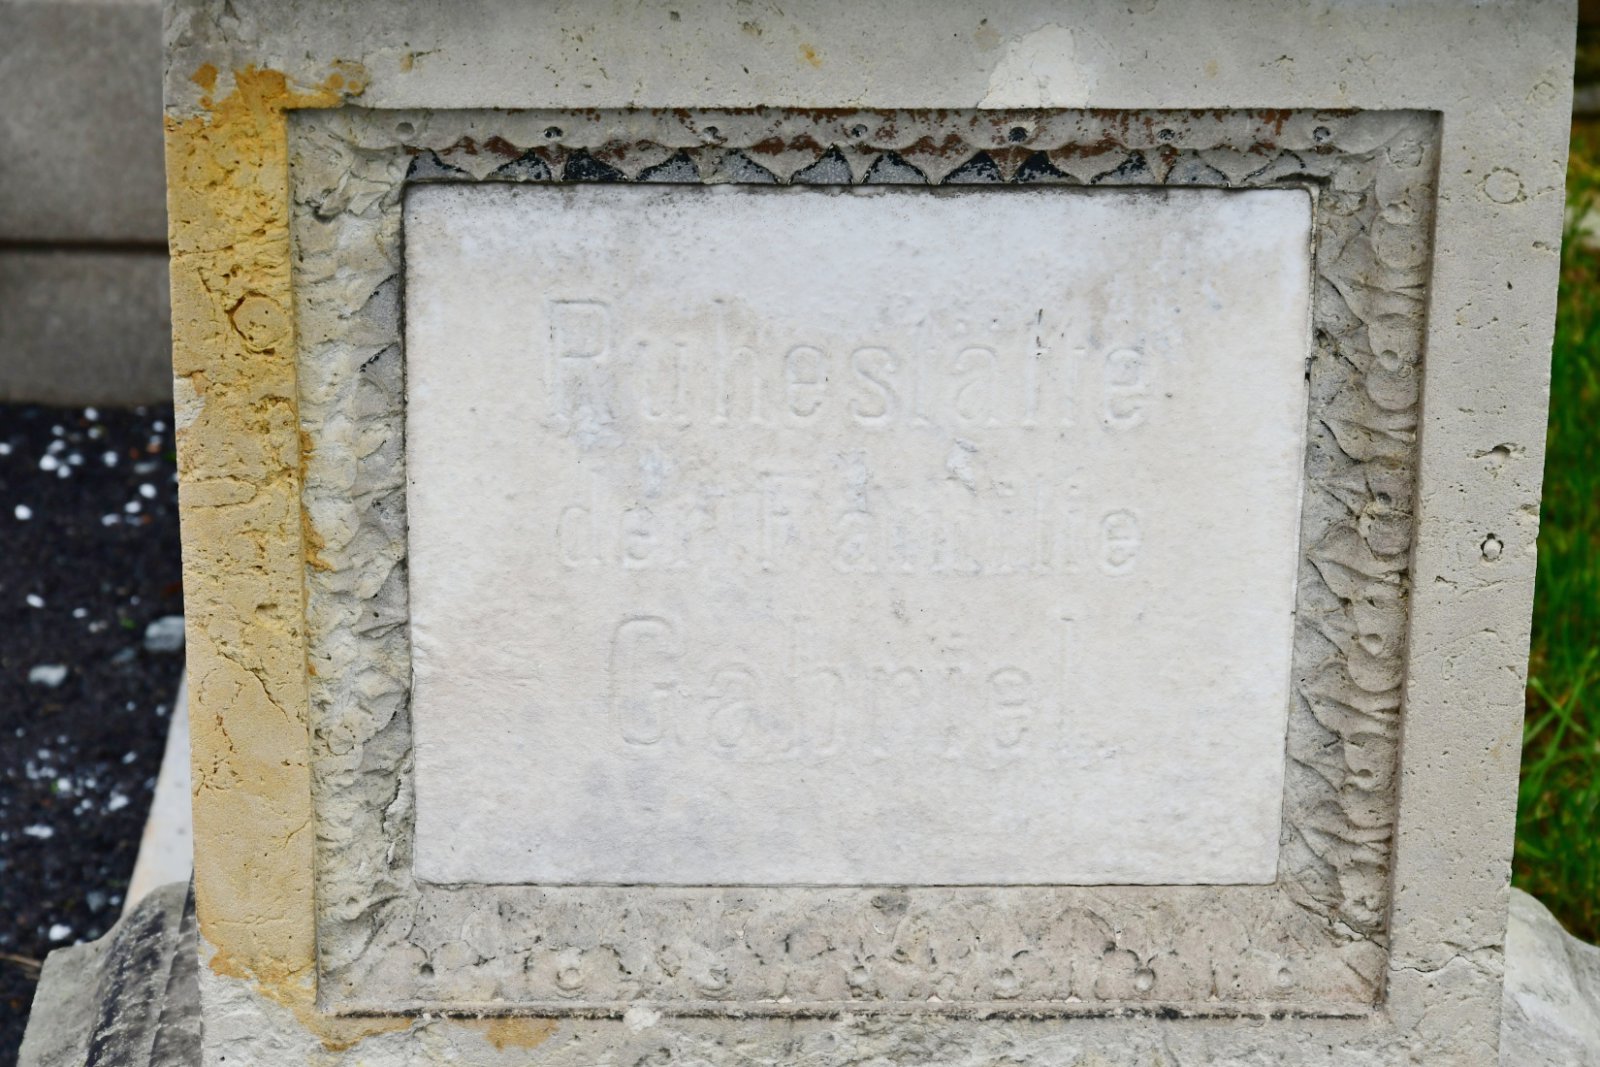 Ruhestätte
der Familie
Gabriel.